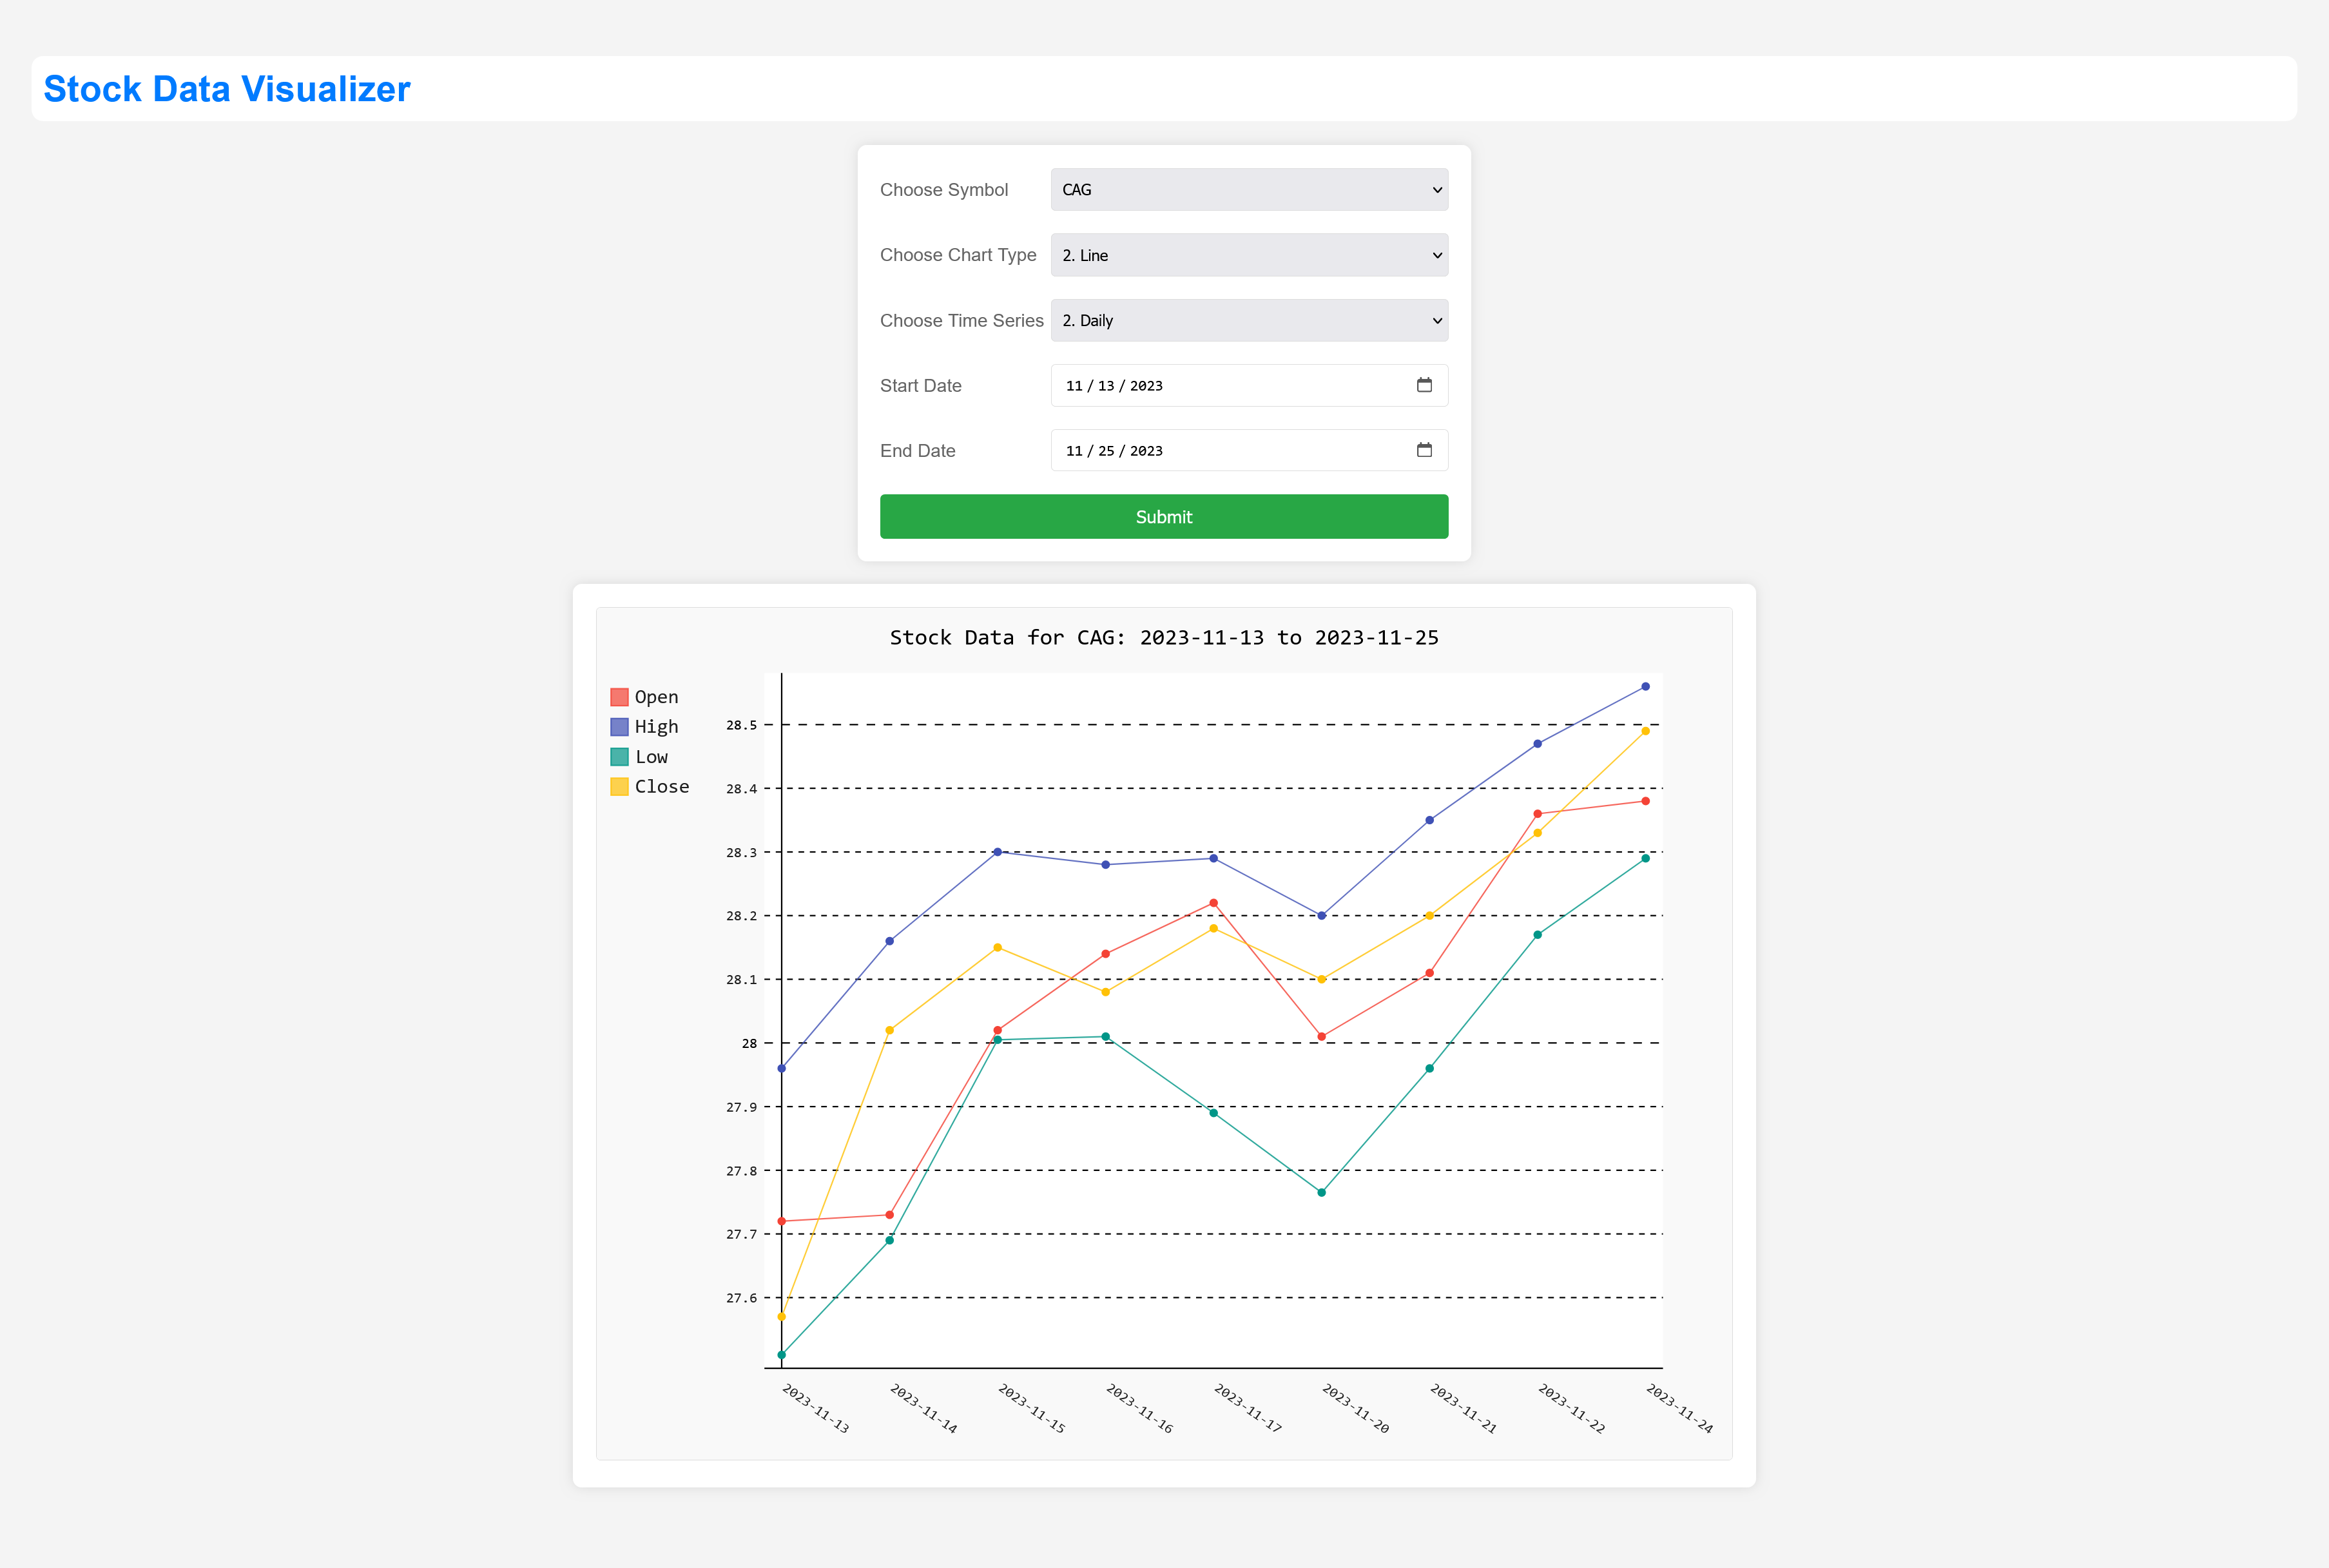 Stock Data Visualizer
Choose Symbol CAG
Choose Chart Type 2. Line
Choose Time Series 2. Daily
Start Date 11 / 13 / 2023
End Date 11 / 25 / 2023
Submit
Stock Data for CAG: 2023-11-13 to 2023-11-25
Open
High
Low
Close
28.5
28.4
28.3
28.2
28.1
28
27.9
27.8
27.7
27.6
2023-11-13
2023-11-14
2023-11-15
2023-11-16
2023-11-17
2023-11-20
2023-11-21
2023-11-22
2023-11-24